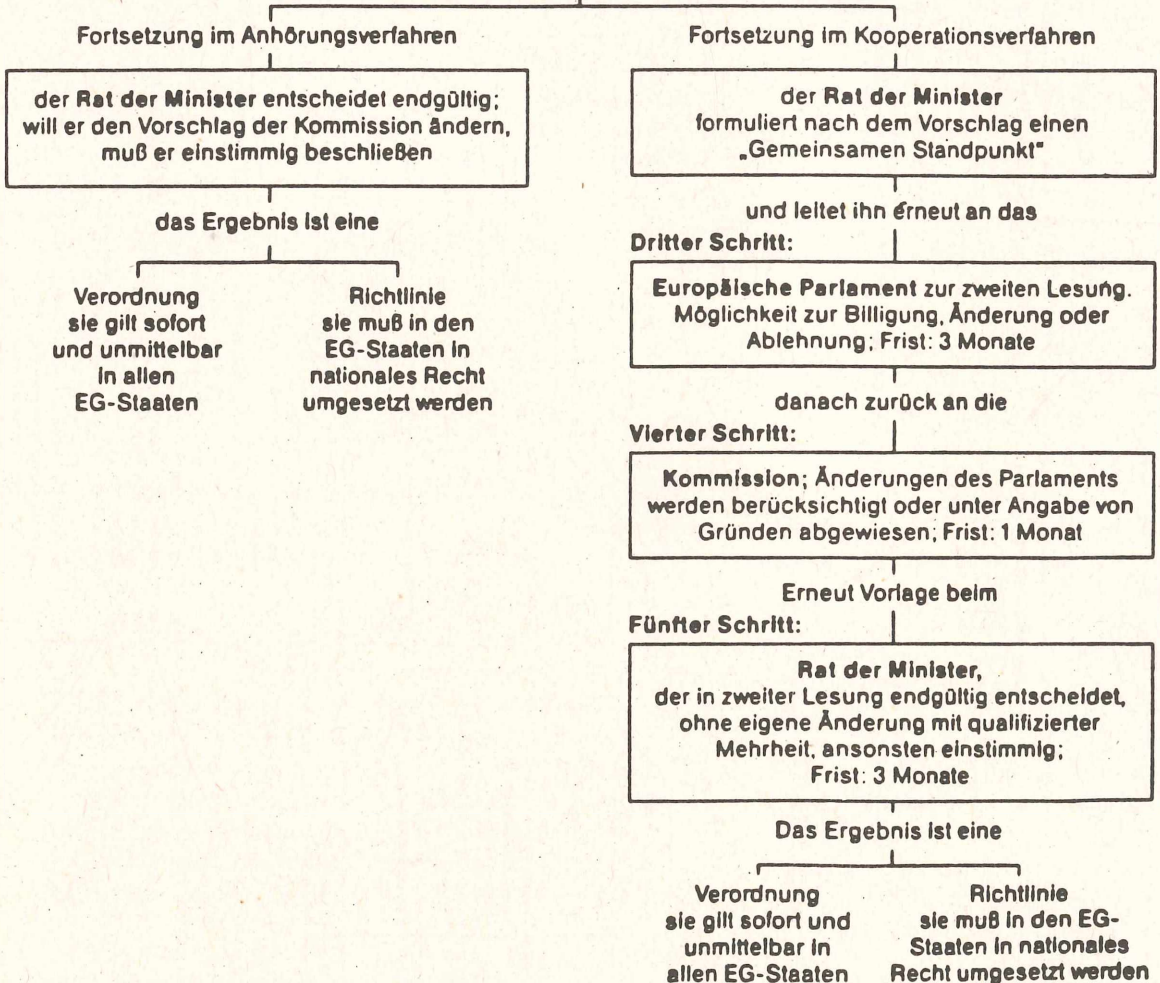 Fortsetzung im Anhörungsverfahren
der Rat der Minister entscheidet endgültig;
will er den Vorschlag der Kommission ändern,
muß er einstimmig beschließen
das Ergebnis ist eine
Verordnung
sie gilt sofort
und unmittelbar
in allen
EG-Staaten
Richtlinie
sie muß in den
EG-Staaten in
nationales Recht
umgesetzt werden
Fortsetzung im Kooperationsverfahren
der Rat der Minister
formuliert nach dem Vorschlag einen
„Gemeinsamen Standpunkt"
und leitet ihn erneut an das
Dritter Schritt:
Europäische Parlament zur zweiten Lesung.
Möglichkeit zur Billigung, Änderung oder
Ablehnung; Frist: 3 Monate
danach zurück an die
Vierter Schritt:
Kommission; Änderungen des Parlaments
werden berücksichtigt oder unter Angabe von
Gründen abgewiesen; Frist: 1 Monat
Erneut Vorlage beim
Fünfter Schritt:
Rat der Minister,
der in zweiter Lesung endgültig entscheidet,
ohne eigene Änderung mit qualifizierter
Mehrheit, ansonsten einstimmig;
Frist: 3 Monate
Das Ergebnis ist eine
Verordnung
sie gilt sofort und
unmittelbar in
allen EG-Staaten
Richtlinie
sie muß in den EG-
Staaten in nationales
Recht umgesetzt werden